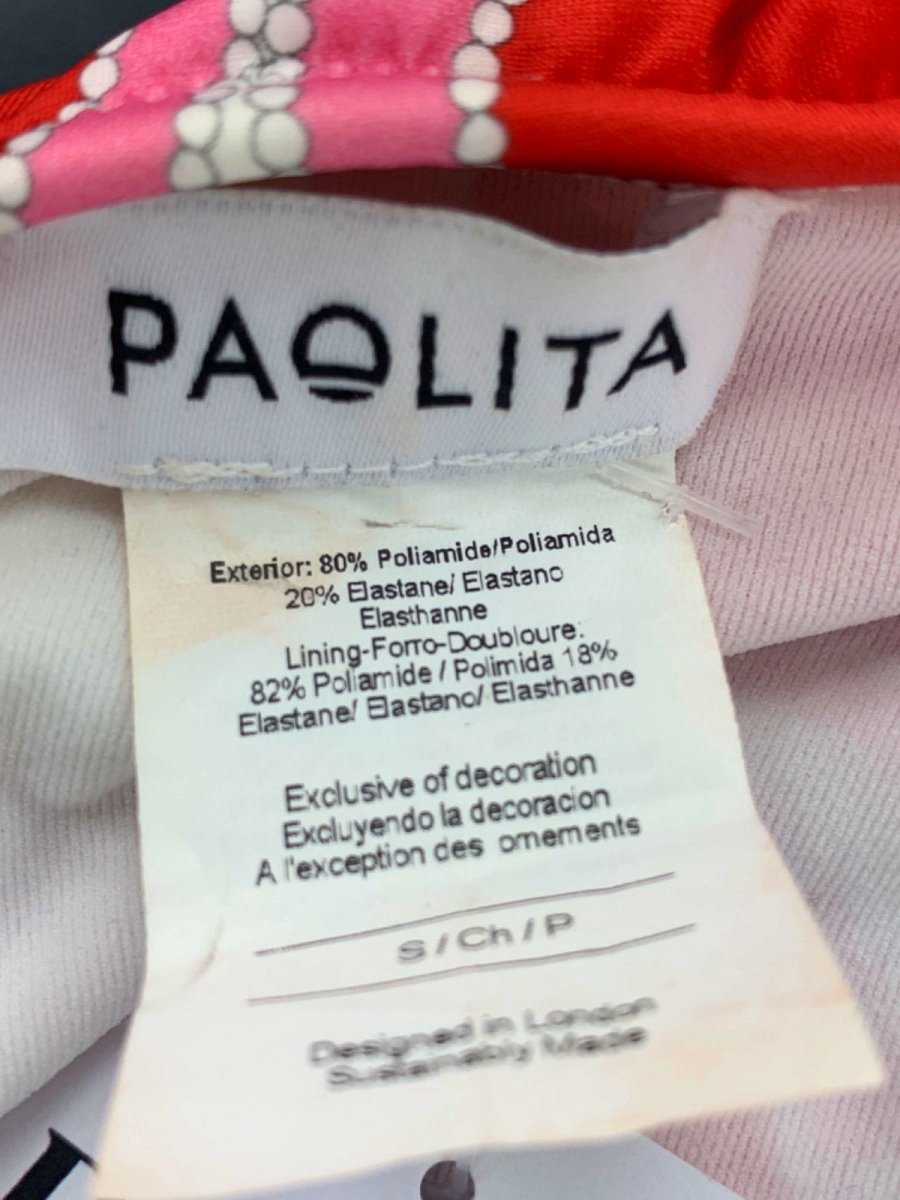 PAOLITA
Exterior: 80% Poliamide/Poliamida
20% Elastane/ Elastano
Elasthanne
Lining-Forro-Doubloure:
82% Poliamide / Polimida 18%
Elastane/ Elastano/ Elasthanne
Exclusive of decoration
Excluyendo la decoracion
A l'exception des ornements
S / Ch / P
Designed in London
Sustainably Made